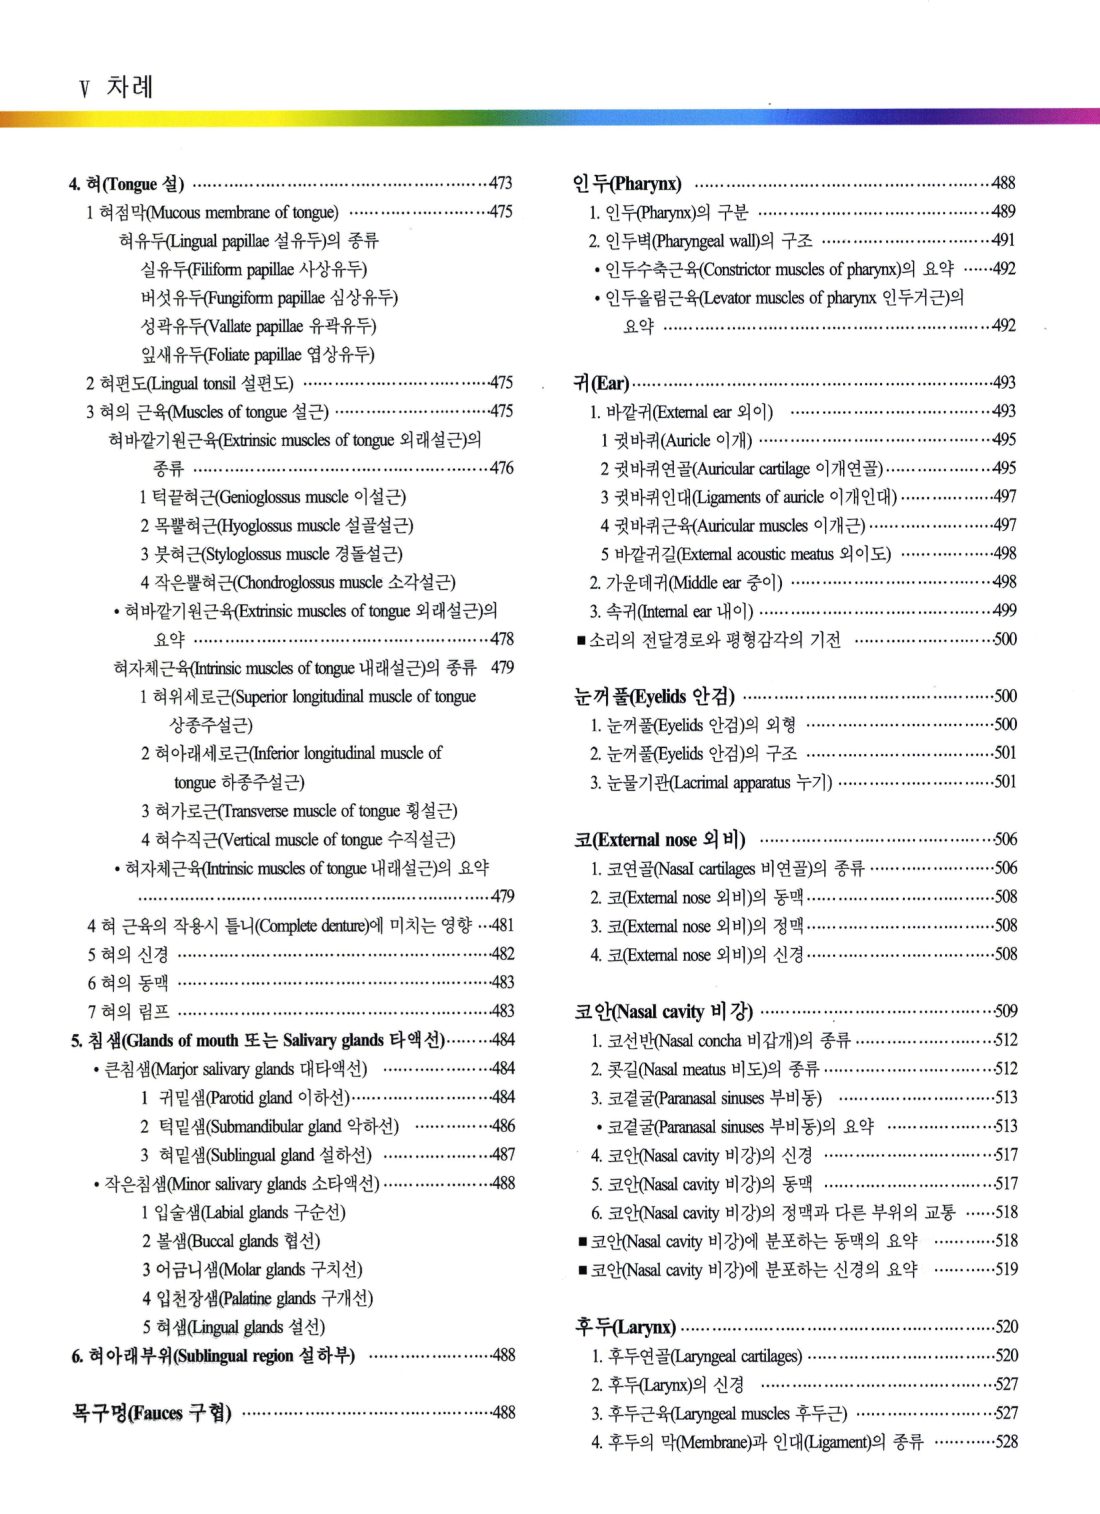 V 차례
4. 혀(Tongue 설) ················································473
1 혀점막(Mucous membrane of tongue) ························475
혀유두(Lingual papillae 설유두)의 종류
실유두(Filiform papillae 사상유두)
버섯유두(Fungiform papillae 심상유두)
성곽유두(Vallate papillae 유곽유두)
잎새유두(Foliate papillae 엽상유두)
2 혀편도(Lingual tonsil 설편도) ······························475
3 혀의 근육(Muscles of tongue 설근) ·························475
혀바깥기원근육(Extrinsic muscles of tongue 외래설근)의
종류 ················································476
1 턱끝혀근(Genioglossus muscle 이설근)
2 목뿔혀근(Hyoglossus muscle 설골설근)
3 붓혀근(Styloglossus muscle 경돌설근)
4 작은뿔혀근(Chondroglossus muscle 소각설근)
• 혀바깥기원근육(Extrinsic muscles of tongue 외래설근)의
요약 ················································478
혀자체근육(Intrinsic muscles of tongue 내래설근)의 종류 479
1 혀위세로근(Superior longitudinal muscle of tongue
상종주설근)
2 혀아래세로근(Inferior longitudinal muscle of
tongue 하종주설근)
3 혀가로근(Transverse muscle of tongue 횡설근)
4 혀수직근(Vertical muscle of tongue 수직설근)
• 혀자체근육(Intrinsic muscles of tongue 내래설근)의 요약
·························································479
4 혀 근육의 작용시 틀니(Complete denture)에 미치는 영향 ···481
5 혀의 신경 ···················································482
6 혀의 동맥 ···················································483
7 혀의 림프 ···················································483
5. 침샘(Glands of mouth 또는 Salivary glands 타액선)········484
• 큰침샘(Marjor salivary glands 대타액선) ··················484
1 귀밑샘(Parotid gland 이하선)·······················484
2 턱밑샘(Submandibular gland 악하선) ·············486
3 혀밑샘(Sublingual gland 설하선) ··················487
• 작은침샘(Minor salivary glands 소타액선)··················488
1 입술샘(Labial glands 구순선)
2 볼샘(Buccal glands 협선)
3 어금니샘(Molar glands 구치선)
4 입천장샘(Palatine glands 구개선)
5 혀샘(Lingual glands 설선)
6. 혀아래부위(Sublingual region 설하부) ····················488
목구멍(Fauces 구협) ·········································488
인두(Pharynx) ················································488
1. 인두(Pharynx)의 구분 ······································489
2. 인두벽(Pharyngeal wall)의 구조 ····························491
• 인두수축근육(Constrictor muscles of pharynx)의 요약 ······492
• 인두올림근육(Levator muscles of pharynx 인두거근)의
요약 ·····················································492
귀(Ear)···························································493
1. 바깥귀(External ear 외이) ·································493
1 귓바퀴(Auricle 이개) ······································495
2 귓바퀴연골(Auricular cartilage 이개연골)·················495
3 귓바퀴인대(Ligaments of auricle 이개인대)···············497
4 귓바퀴근육(Auricular muscles 이개근)····················497
5 바깥귀길(External acoustic meatus 외이도) ···············498
2. 가운데귀(Middle ear 중이) ·································498
3. 속귀(Internal ear 내이) ······································499
■ 소리의 전달경로와 평형감각의 기전 ·······················500
눈꺼풀(Eyelids 안검) ········································500
1. 눈꺼풀(Eyelids 안검)의 외형 ······························500
2. 눈꺼풀(Eyelids 안검)의 구조 ······························501
3. 눈물기관(Lacrimal apparatus 누기) ·························501
코(External nose 외비) ······································506
1. 코연골(NasaI cartilages 비연골)의 종류 ····················506
2. 코(External nose 외비)의 동맥······························508
3. 코(External nose 외비)의 정맥······························508
4. 코(External nose 외비)의 신경······························508
코안(Nasal cavity 비강) ·····································509
1. 코선반(Nasal concha 비갑개)의 종류 ·······················512
2. 콧길(Nasal meatus 비도)의 종류····························512
3. 코곁굴(Paranasal sinuses 부비동) ·························513
• 코곁굴(Paranasal sinuses 부비동)의 요약 ··················513
4. 코안(Nasal cavity 비강)의 신경 ····························517
5. 코안(Nasal cavity 비강)의 동맥 ····························517
6. 코안(Nasal cavity 비강)의 정맥과 다른 부위의 교통 ······518
■ 코안(Nasal cavity 비강)에 분포하는 동맥의 요약 ············518
■ 코안(Nasal cavity 비강)에 분포하는 신경의 요약 ············519
후두(Larynx) ··················································520
1. 후두연골(Laryngeal cartilages) ······························520
2. 후두(Larynx)의 신경 ······································527
3. 후두근육(Laryngeal muscles 후두근) ······················527
4. 후두의 막(Membrane)과 인대(Ligament)의 종류 ············528